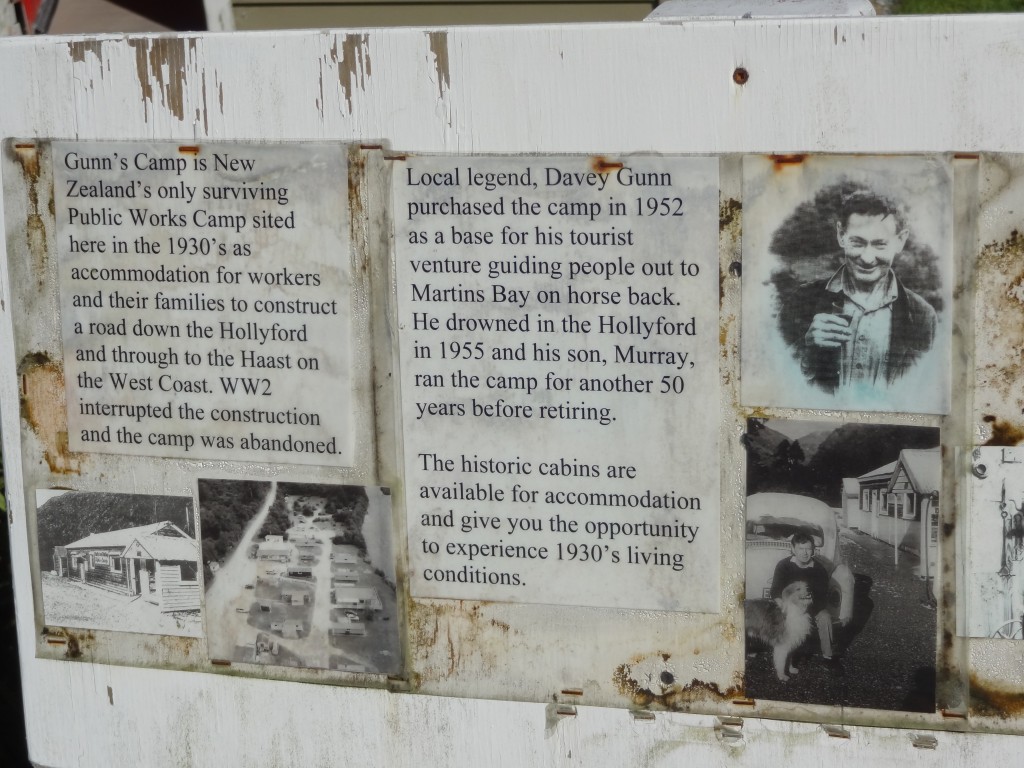 Gunn's Camp is New
Zealand's only surviving
Public Works Camp sited
here in the 1930's as
accommodation for workers
and their families to construct
a road down the Hollyford
and through to the Haast on
the West Coast. WW2
interrupted the construction
and the camp was abandoned.
Local legend, Davey Gunn
purchased the camp in 1952
as a base for his tourist
venture guiding people out to
Martins Bay on horse back.
He drowned in the Hollyford
in 1955 and his son, Murray,
ran the camp for another 50
years before retiring.
The historic cabins are
available for accommodation
and give you the opportunity
to experience 1930's living
conditions.